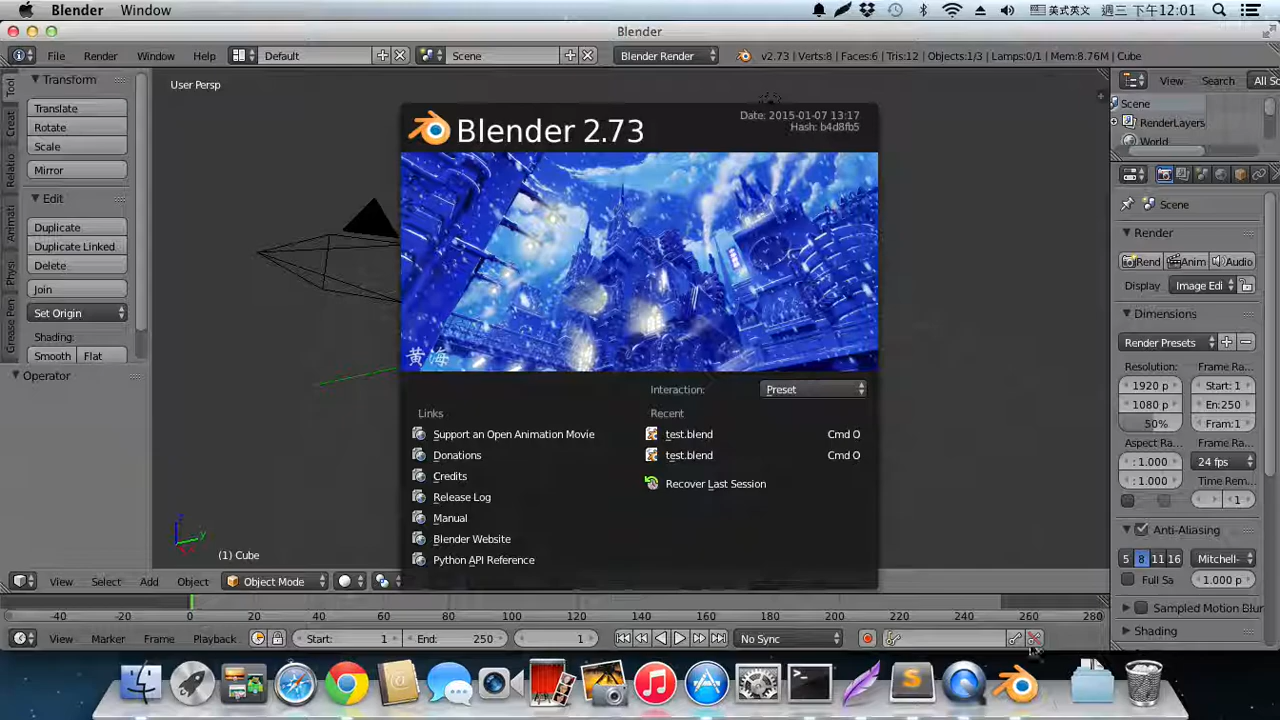 Blender Window 美式英文 週三 下午12:01
Blender
File Render Window Help Default Scene Blender Render v2.73 | Verts:8 | Faces:6 | Tris:12 | Objects:1/3 | Lamps:0/1 | Mem:8.76M | Cube
Tool
Creat
Relatio
Animati
Physi
Grease Pen
Transform
Translate
Rotate
Scale
Mirror
Edit
Duplicate
Duplicate Linked
Delete
Join
Set Origin
Shading:
Smooth Flat
Operator
User Persp
Blender 2.73
Date: 2015-01-07 13:17
Hash: b4d8fb5
黄海
Interaction: Preset
Links
Support an Open Animation Movie
Donations
Credits
Release Log
Manual
Blender Website
Python API Reference
Recent
test.blend Cmd O
test.blend Cmd O
Recover Last Session
z
y
(1) Cube
View Select Add Object Object Mode
-40 -20 0 20 40 60 80 100 120 140 160 180 200 220 240 260 280
View Marker Frame Playback Start: 1 End: 250 1 No Sync
View Search All Sc
Scene
RenderLayers
World
Scene
Render
Rend Anim Audio
Display Image Edi
Dimensions
Render Presets
Resolution: Frame Ra
1920 p Start: 1
1080 p En:250
50% Fram:1
Aspect Ra Frame Ra
: 1.000 24 fps
: 1.000 Time Rem...
1
Anti-Aliasing
5 8 11 16 Mitchell-
Full Sa 1.000 p
Sampled Motion Blur
Shading